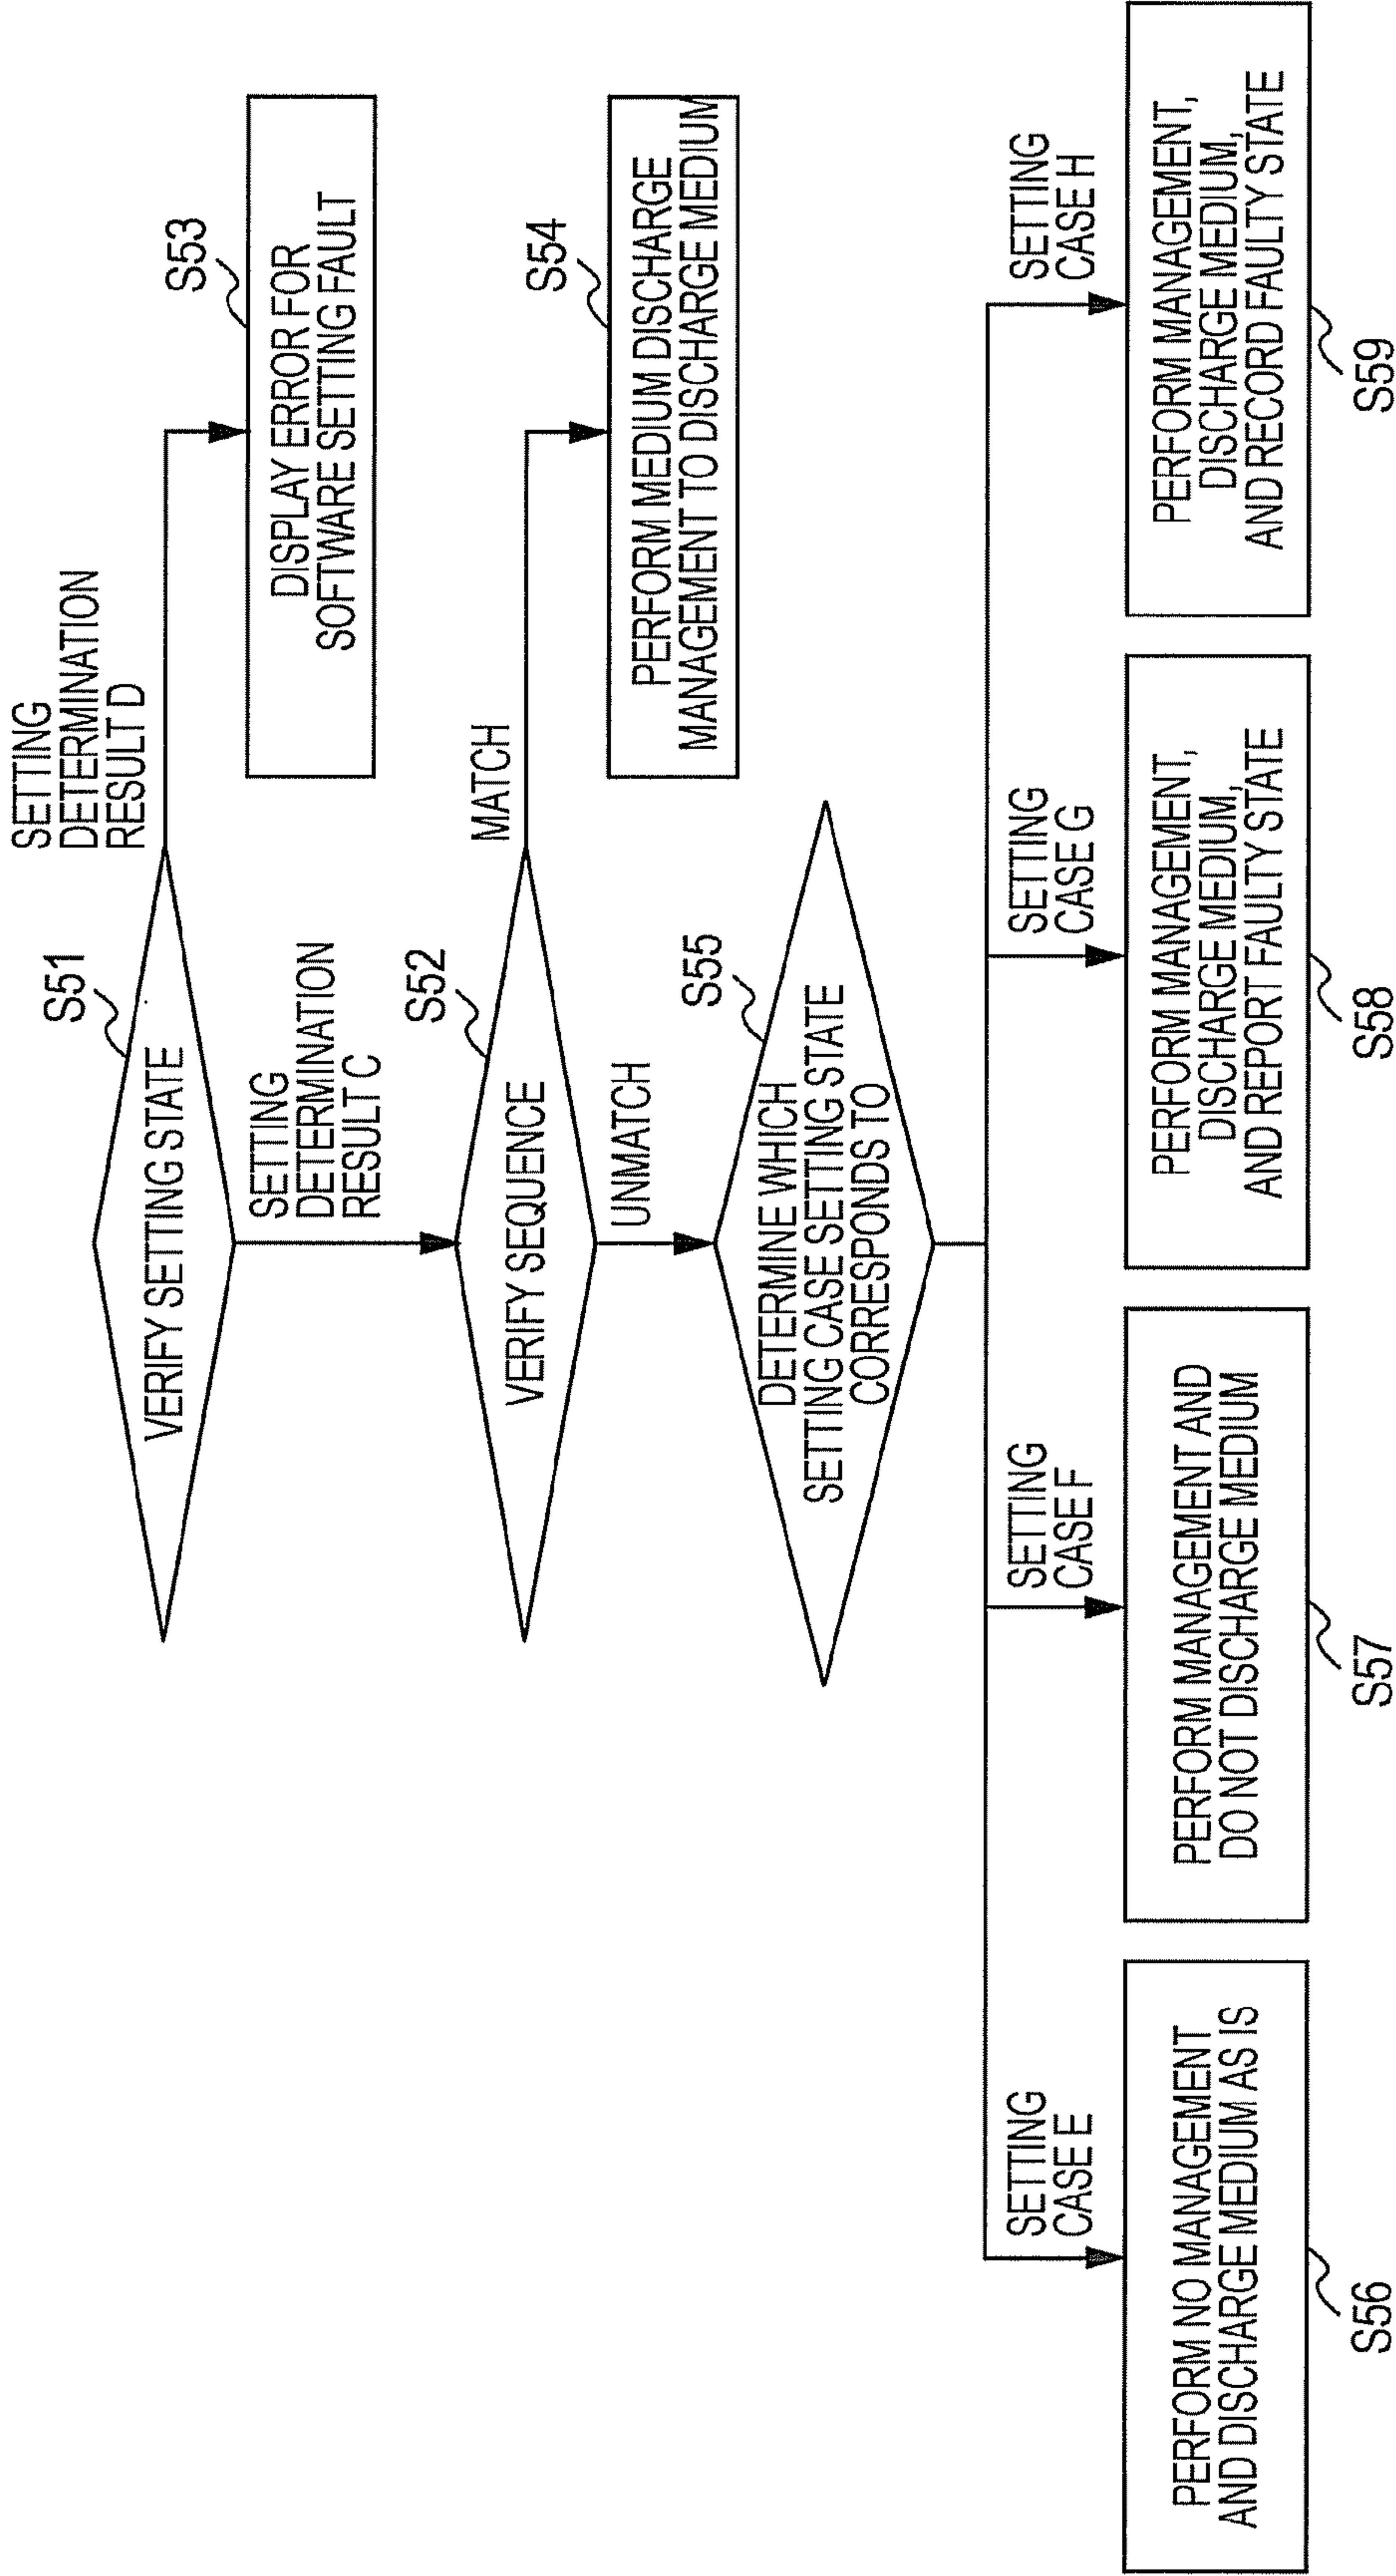 S51
VERIFY SETTING STATE
SETTING
DETERMINATION
RESULT D
S53
DISPLAY ERROR FOR
SOFTWARE SETTING FAULT
SETTING
DETERMINATION
RESULT C
S52
VERIFY SEQUENCE
MATCH
S54
PERFORM MEDIUM DISCHARGE
MANAGEMENT TO DISCHARGE MEDIUM
UNMATCH
S55
DETERMINE WHICH
SETTING CASE SETTING STATE
CORRESPONDS TO
SETTING
CASE E
PERFORM NO MANAGEMENT
AND DISCHARGE MEDIUM AS IS
S56
SETTING
CASE F
PERFORM MANAGEMENT AND
DO NOT DISCHARGE MEDIUM
S57
SETTING
CASE G
PERFORM MANAGEMENT,
DISCHARGE MEDIUM,
AND REPORT FAULTY STATE
S58
SETTING
CASE H
PERFORM MANAGEMENT,
DISCHARGE MEDIUM,
AND RECORD FAULTY STATE
S59